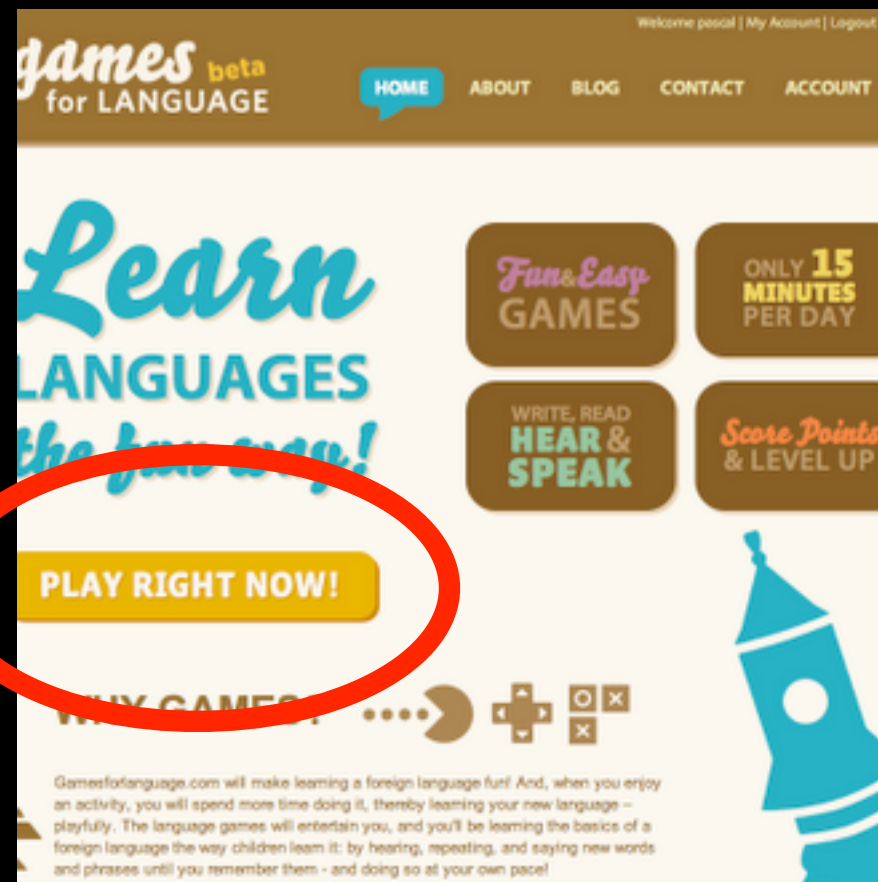 Welcome pascal | My Account | Logout
games beta
for LANGUAGE
HOME ABOUT BLOG CONTACT ACCOUNT
Learn
LANGUAGES
the fun way!
Fun & Easy
GAMES
ONLY 15
MINUTES
PER DAY
WRITE, READ
HEAR &
SPEAK
Score Points
& LEVEL UP
PLAY RIGHT NOW!
WHY GAMES?
Gamesforlanguage.com will make learning a foreign language fun! And, when you enjoy
an activity, you will spend more time doing it, thereby learning your new language –
playfully. The language games will entertain you, and you'll be learning the basics of a
foreign language the way children learn it: by hearing, repeating, and saying new words
and phrases until you remember them - and doing so at your own pace!